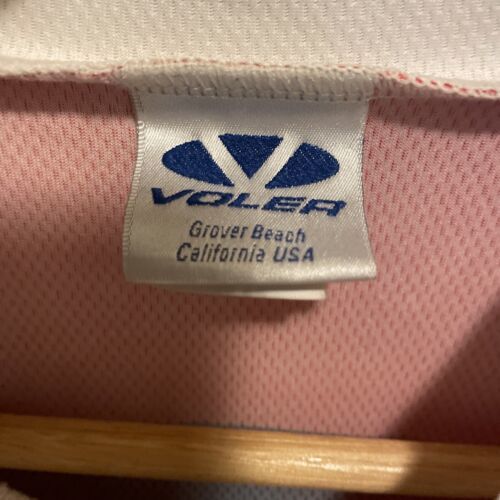 VOLER
Grover Beach
California USA